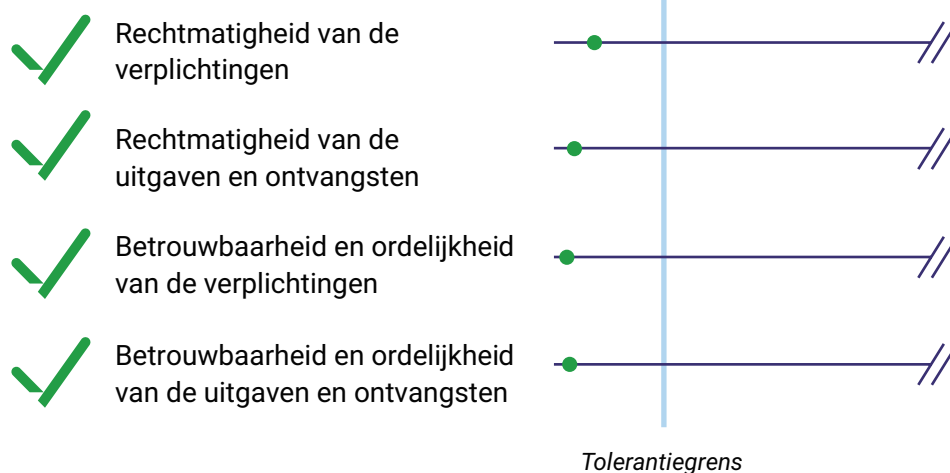 Rechtmatigheid van de
verplichtingen
Rechtmatigheid van de
uitgaven en ontvangsten
Betrouwbaarheid en ordelijkheid
van de verplichtingen
Betrouwbaarheid en ordelijkheid
van de uitgaven en ontvangsten
Tolerantiegrens